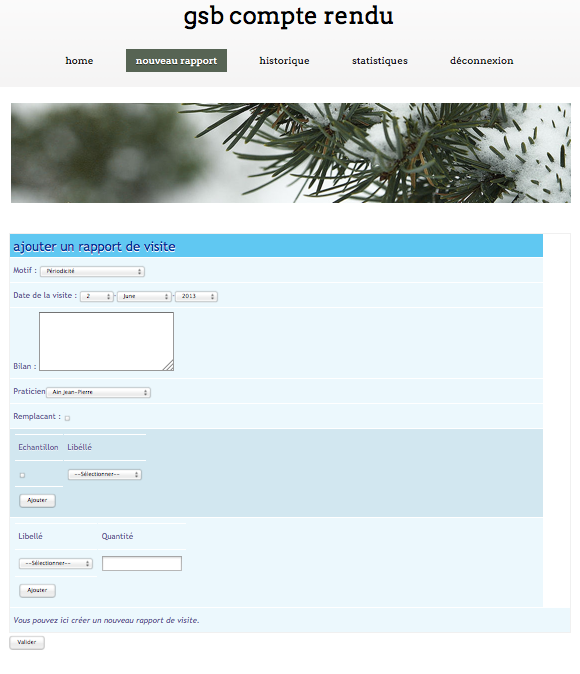 gsb compte rendu
home nouveau rapport historique statistiques déconnexion
ajouter un rapport de visite
Motif : Périodicité
Date de la visite : 2 - June - 2013
Bilan :
Praticien Ain Jean-Pierre
Remplacant :
Echantillon Libéllé
--Sélectionner--
Ajouter
Libellé Quantité
--Sélectionner--
Ajouter
Vous pouvez ici créer un nouveau rapport de visite.
Valider